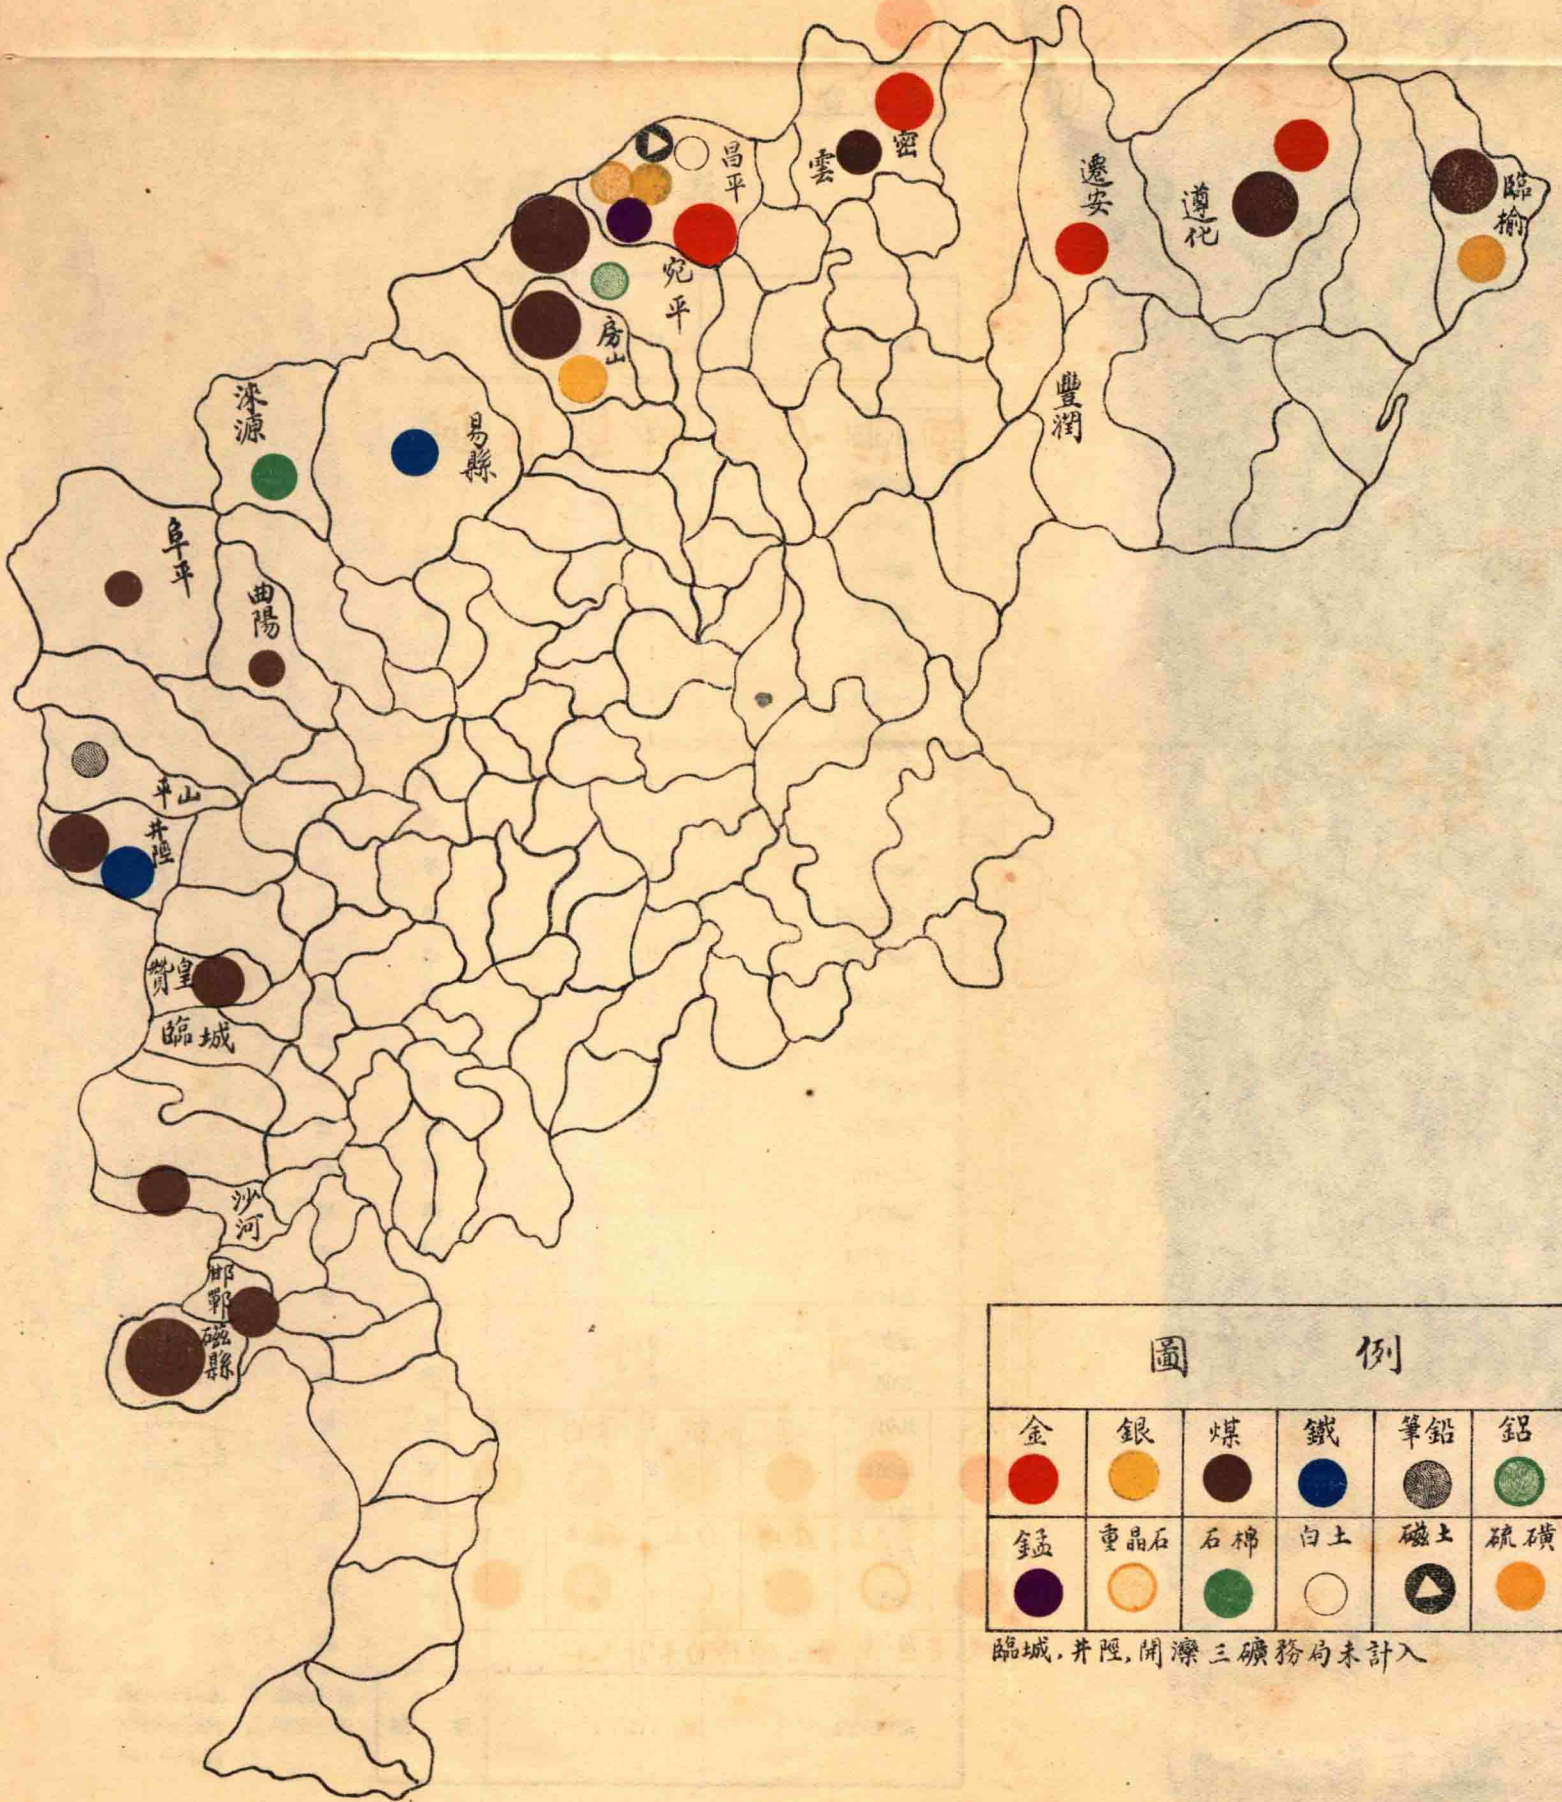 密
雲
昌平
宛平
房山
遷安
遵化
臨榆
豐潤
淶源
易縣
阜平
曲陽
平山
井陘
贊皇
臨城
沙河
邯鄲
磁縣
圖例
金 銀 煤 鐵 筆鉛 鋁
錳 重晶石 石棉 白土 磁土 硫磺
臨城,井陘,開灤三礦務局未計入